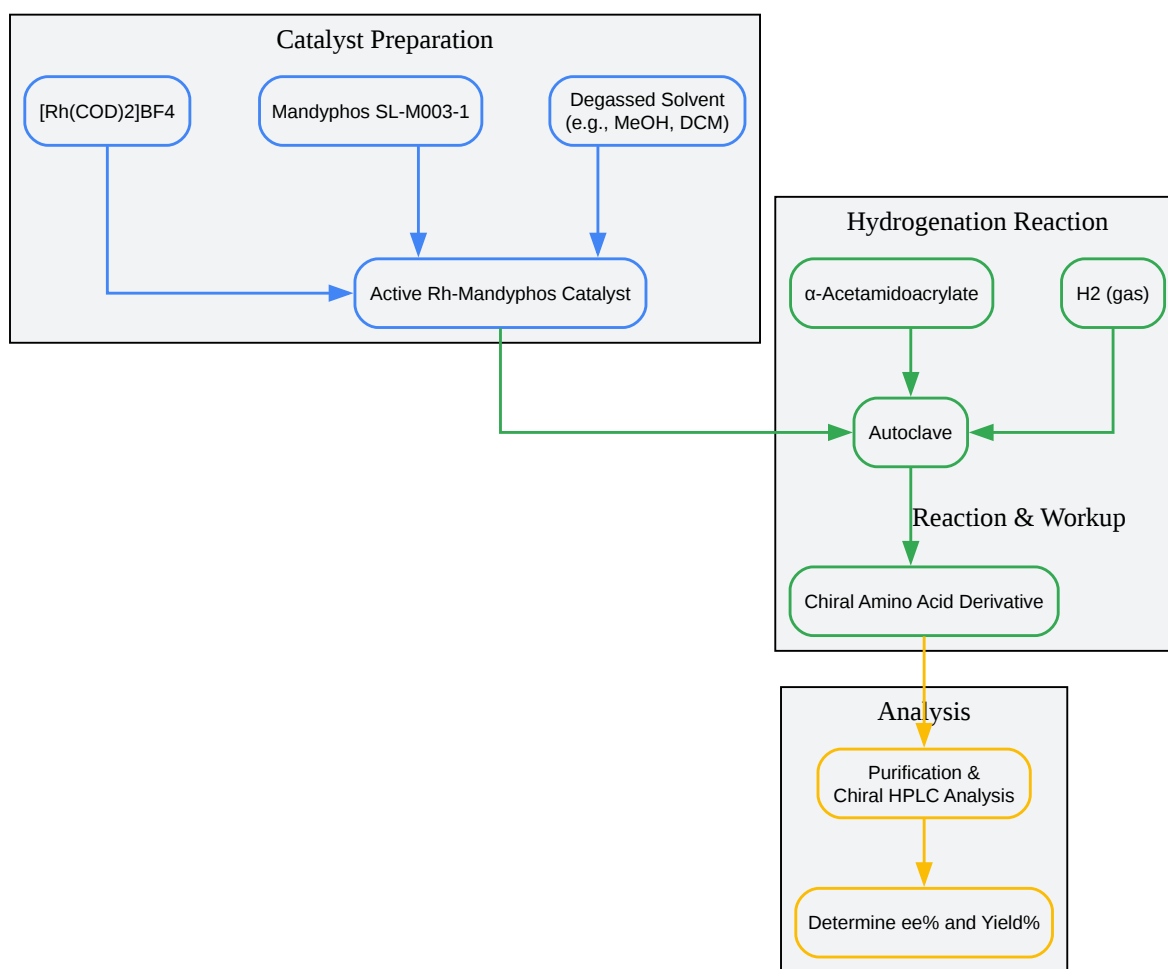 Catalyst Preparation
[Rh(COD)2]BF4
Mandyphos SL-M003-1
Degassed Solvent
(e.g., MeOH, DCM)
Active Rh-Mandyphos Catalyst
Hydrogenation Reaction
α-Acetamidoacrylate
H2 (gas)
Autoclave
Reaction & Workup
Chiral Amino Acid Derivative
Analysis
Purification &
Chiral HPLC Analysis
Determine ee% and Yield%